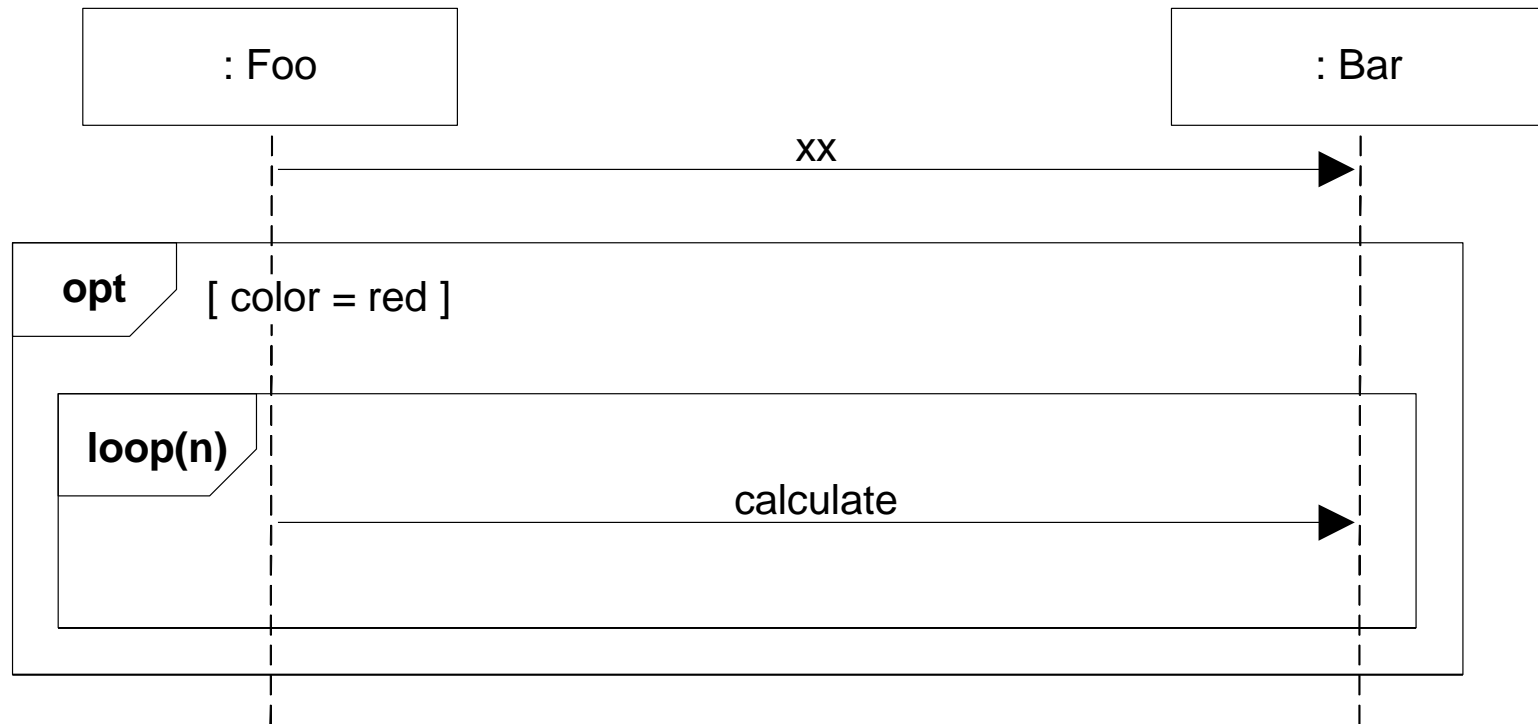 : Foo
: Bar
xx
opt
[ color = red ]
loop(n)
calculate